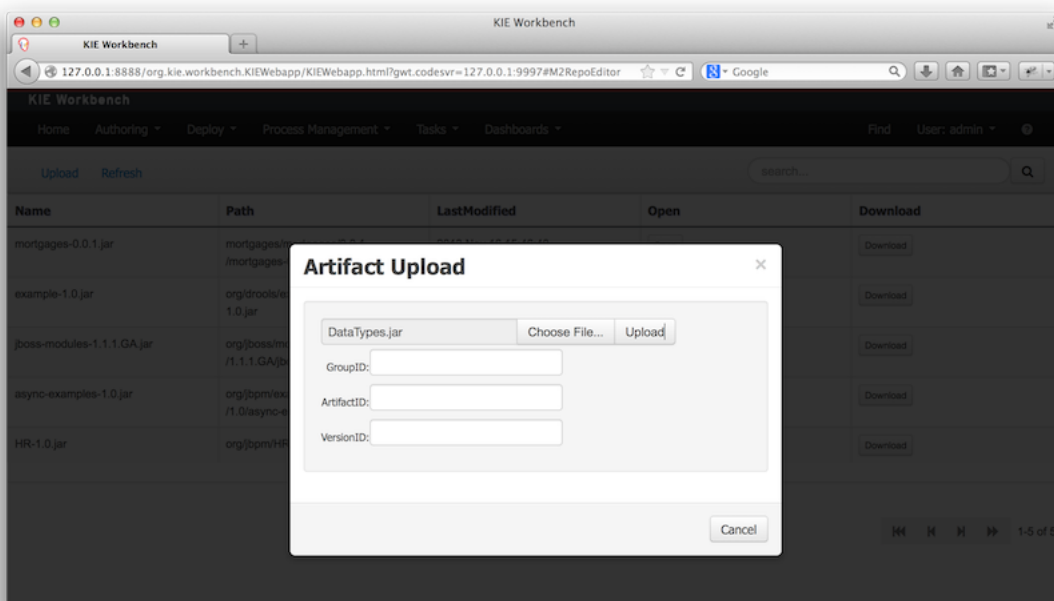 KIE Workbench
KIE Workbench
127.0.0.1:8888/org.kie.workbench.KIEWebapp/KIEWebapp.html?gwt.codesvr=127.0.0.1:9997#M2RepoEditor
Google
KIE Workbench
Home Authoring Deploy Process Management Tasks Dashboards Find User: admin
Upload Refresh search...
Name Path LastModified Open Download
mortgages-0.0.1.jar mortgages/ Download
/mortgages-
example-1.0.jar org/drools/ Download
1.0.jar
jboss-modules-1.1.1.GA.jar org/jboss/ Download
/1.1.1.GA/
async-examples-1.0.jar org/jbpm/ Download
/1.0/async-
HR-1.0.jar org/jbpm/ Download
1-5 of
Artifact Upload ×
DataTypes.jar Choose File... Upload
GroupID:
ArtifactID:
VersionID:
Cancel